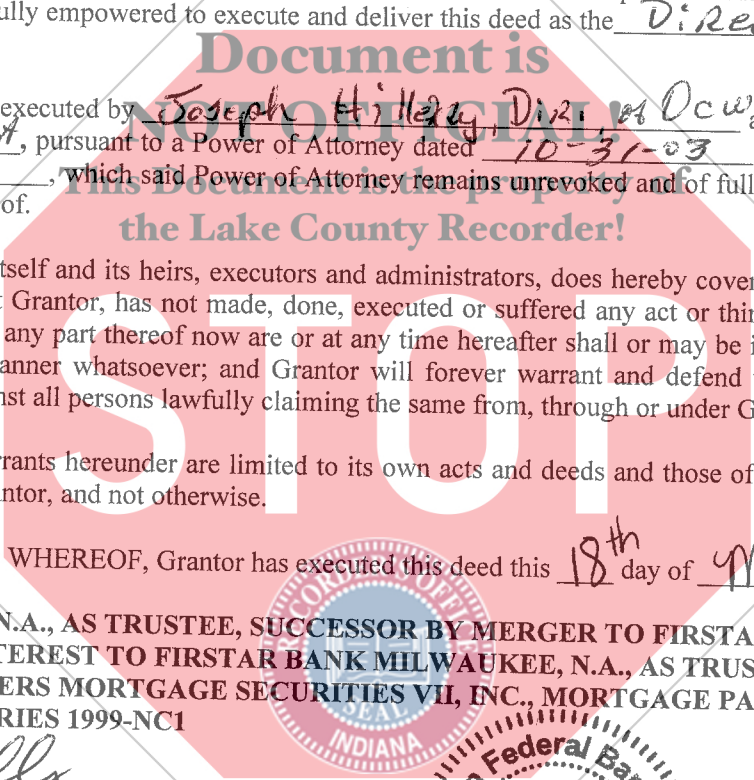 ully empowered to execute and deliver this deed as the Dire
Document is
executed by Joseph Hillery, Dir. of Ocw
NOT OFFICIAL!
, pursuant to a Power of Attorney dated 10-31-03
This Document is the property of
, which said Power of Attorney remains unrevoked and of full
of.
the Lake County Recorder!
tself and its heirs, executors and administrators, does hereby cover
Grantor, has not made, done, executed or suffered any act or thin
any part thereof now are or at any time hereafter shall or may be i
anner whatsoever; and Grantor will forever warrant and defend
nst all persons lawfully claiming the same from, through or under G
STOP
rrants hereunder are limited to its own acts and deeds and those of
antor, and not otherwise.
WHEREOF, Grantor has executed this deed this 18th day of M
N.A., AS TRUSTEE, SUCCESSOR BY MERGER TO FIRSTA
TEREST TO FIRSTAR BANK MILWAUKEE, N.A., AS TRUS
ERS MORTGAGE SECURITIES VII, INC., MORTGAGE PA
RIES 1999-NC1
RECORDER'S OFFICE
SEAL
INDIANA
Federal Ban